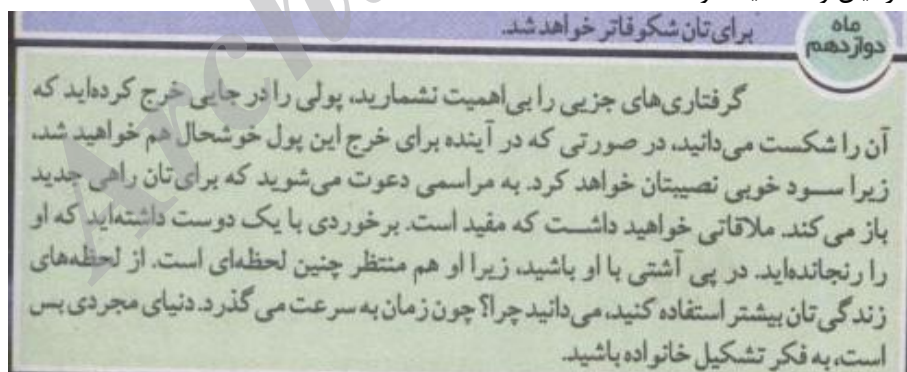 برای‌تان شکوفاتر خواهد شد.
ماه
دوازدهم
گرفتاری‌های جزیی را بی‌اهمیت نشمارید، پولی را در جایی خرج کرده‌اید که
آن را شکست می‌دانید، در صورتی که در آینده برای خرج این پول خوشحال هم خواهید شد،
زیرا سود خوبی نصیبتان خواهد کرد. به مراسمی دعوت می‌شوید که برای‌تان راهی جدید
باز می‌کند. ملاقاتی خواهید داشت که مفید است. برخوردی با یک دوست داشته‌اید که او
را رنجانده‌اید. در پی آشتی با او باشید، زیرا او هم منتظر چنین لحظه‌ای است. از لحظه‌های
زندگی‌تان بیشتر استفاده کنید، می‌دانید چرا؟ چون زمان به سرعت می‌گذرد. دنیای مجردی بس
است، به فکر تشکیل خانواده باشید.